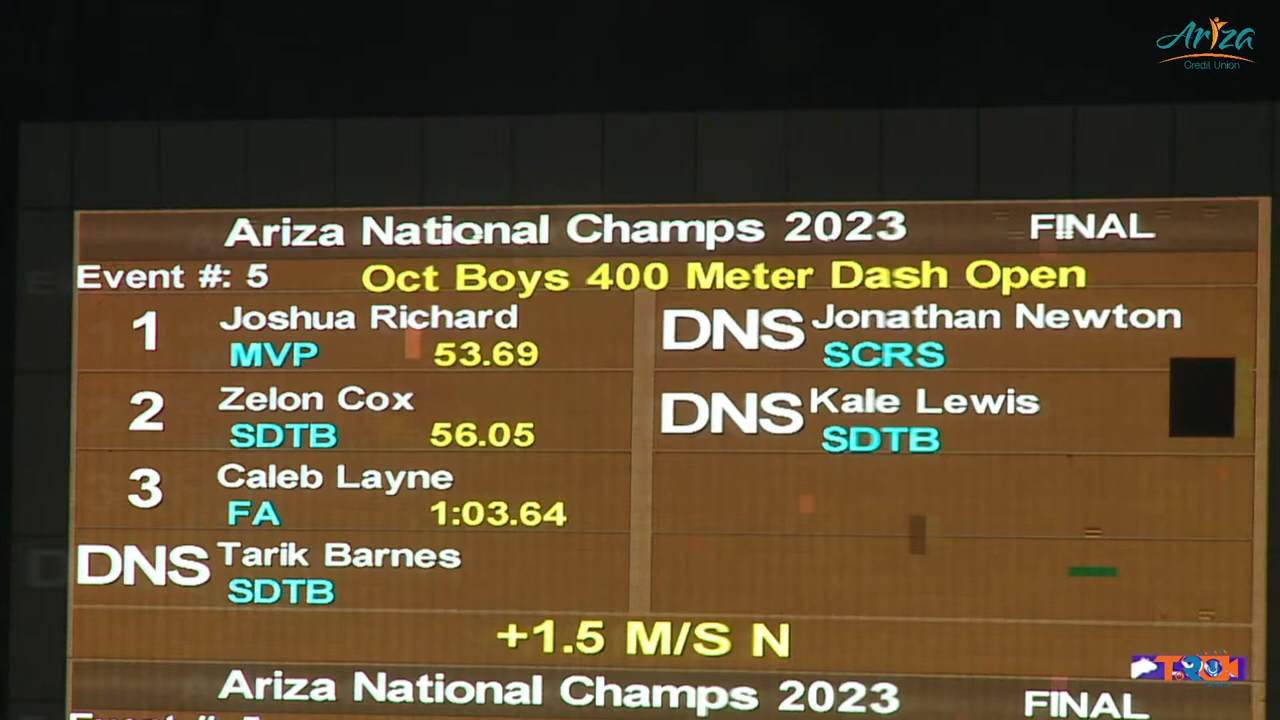 Ariza
Credit Union
Ariza National Champs 2023 FINAL
Event #: 5 Oct Boys 400 Meter Dash Open
1 Joshua Richard
MVP 53.69
2 Zelon Cox
SDTB 56.05
3 Caleb Layne
FA 1:03.64
DNS Tarik Barnes
SDTB
DNS Jonathan Newton
SCRS
DNS Kale Lewis
SDTB
+1.5 M/S N
Ariza National Champs 2023 FINAL